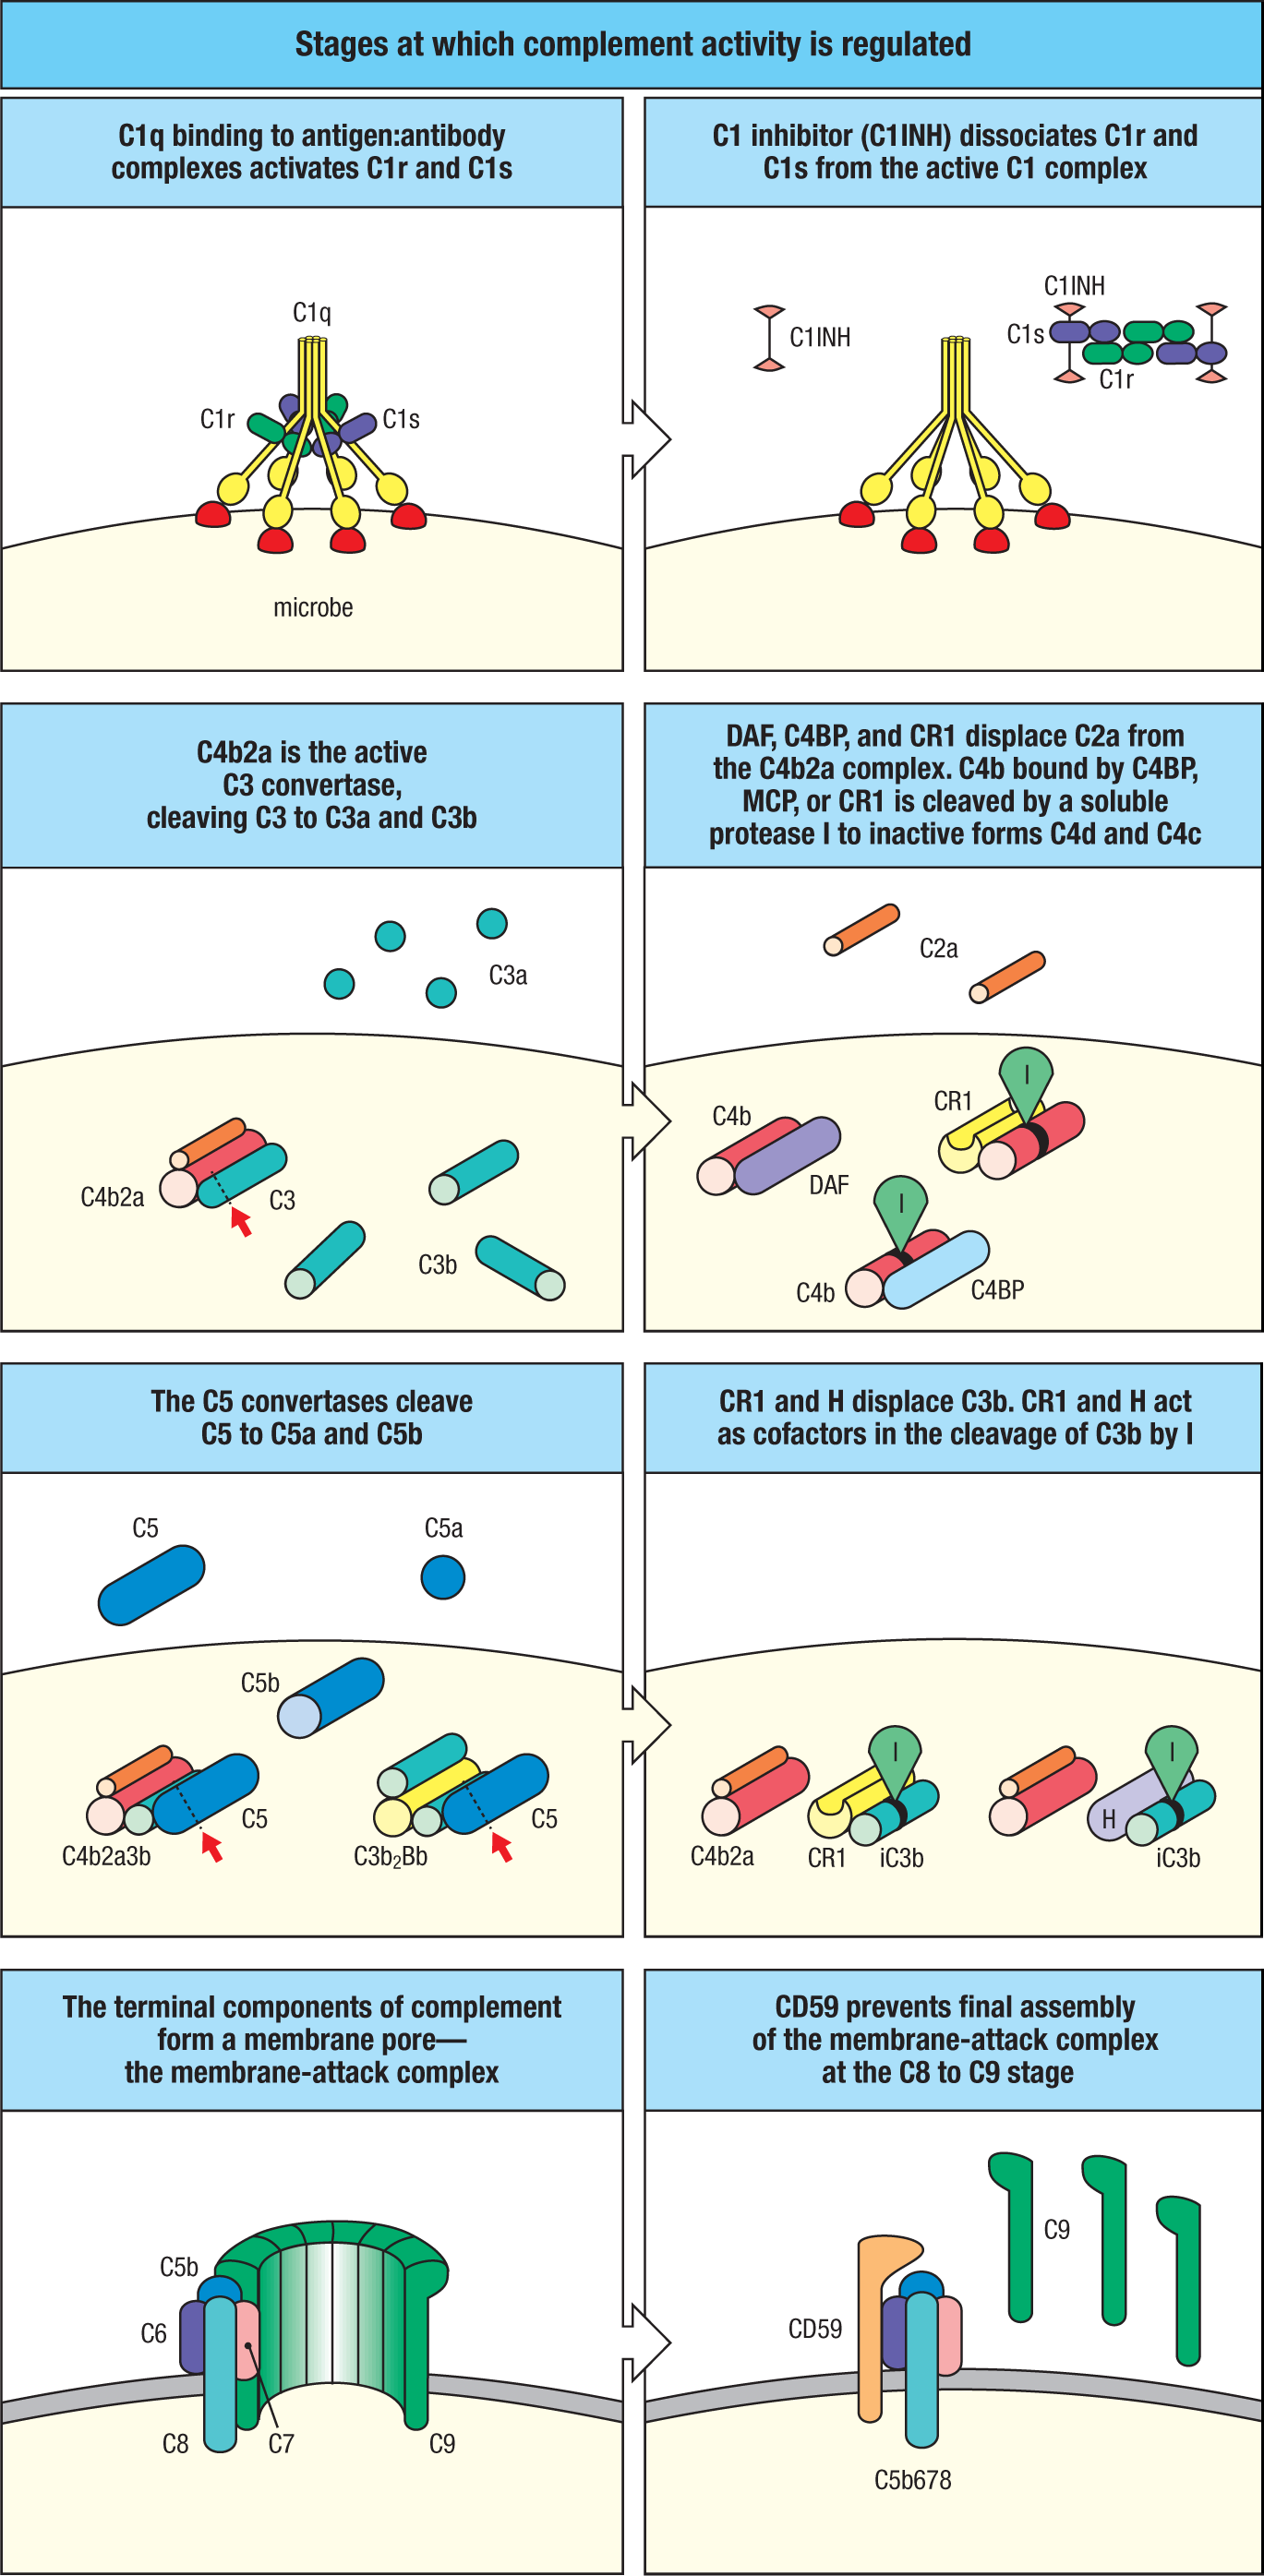 Stages at which complement activity is regulated
C1q binding to antigen:antibody
complexes activates C1r and C1s
C1q
C1r
C1s
microbe
C1 inhibitor (C1INH) dissociates C1r and
C1s from the active C1 complex
C1INH
C1INH
C1s
C1r
C4b2a is the active
C3 convertase,
cleaving C3 to C3a and C3b
C3a
C4b2a
C3
C3b
DAF, C4BP, and CR1 displace C2a from
the C4b2a complex. C4b bound by C4BP,
MCP, or CR1 is cleaved by a soluble
protease I to inactive forms C4d and C4c
C2a
I
CR1
C4b
DAF
I
C4b
C4BP
The C5 convertases cleave
C5 to C5a and C5b
C5
C5a
C5b
C5
C5
C4b2a3b
C3b₂Bb
CR1 and H displace C3b. CR1 and H act
as cofactors in the cleavage of C3b by I
I
I
H
C4b2a
CR1
iC3b
iC3b
The terminal components of complement
form a membrane pore—
the membrane-attack complex
C5b
C6
C8
C7
C9
CD59 prevents final assembly
of the membrane-attack complex
at the C8 to C9 stage
C9
CD59
C5b678